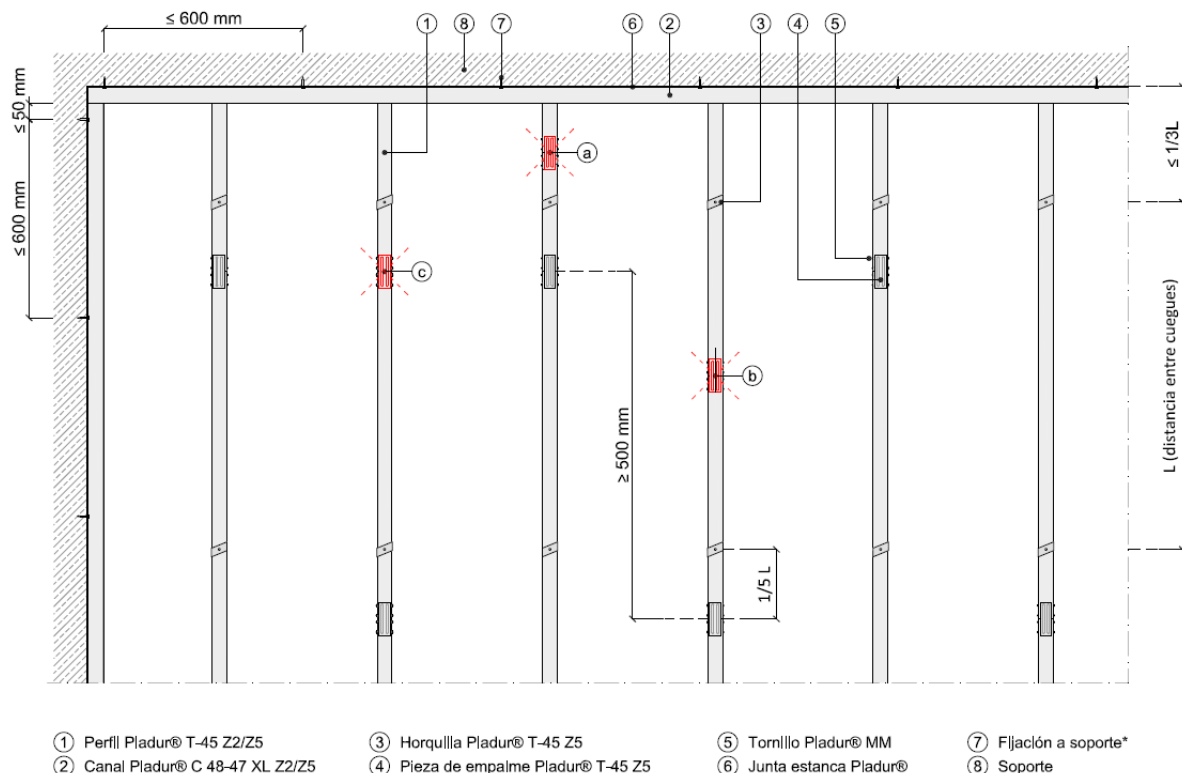 ≤ 600 mm
1
8
7
6
2
3
4
5
≤ 50 mm
≤ 600 mm
a
c
b
≥ 500 mm
1/5 L
≤ 1/3L
L (distancia entre cuegues)
1 Perfil Pladur® T-45 Z2/Z5
3 Horquilla Pladur® T-45 Z5
5 Tornillo Pladur® MM
7 Fijación a soporte*
2 Canal Pladur® C 48-47 XL Z2/Z5
4 Pieza de empalme Pladur® T-45 Z5
6 Junta estanca Pladur®
8 Soporte